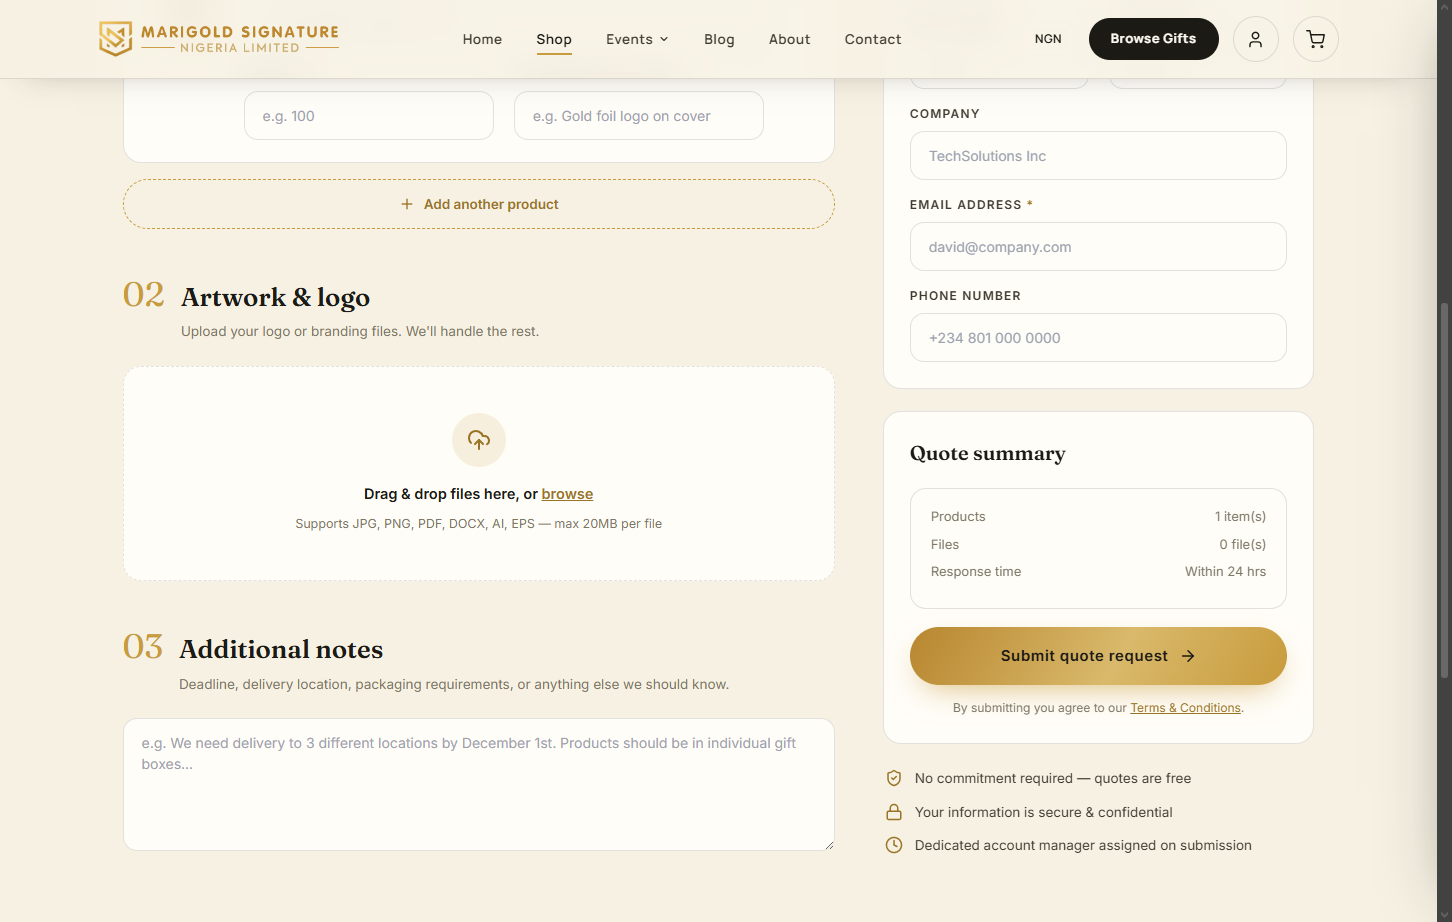 MARIGOLD SIGNATURE
NIGERIA LIMITED
Home
Shop
Events
Blog
About
Contact
NGN
Browse Gifts
e.g. 100
e.g. Gold foil logo on cover
Add another product
02
Artwork & logo
Upload your logo or branding files. We'll handle the rest.
Drag & drop files here, or browse
Supports JPG, PNG, PDF, DOCX, AI, EPS — max 20MB per file
03
Additional notes
Deadline, delivery location, packaging requirements, or anything else we should know.
e.g. We need delivery to 3 different locations by December 1st. Products should be in individual gift
boxes...
COMPANY
TechSolutions Inc
EMAIL ADDRESS *
david@company.com
PHONE NUMBER
+234 801 000 0000
Quote summary
Products 1 item(s)
Files 0 file(s)
Response time Within 24 hrs
Submit quote request
By submitting you agree to our Terms & Conditions.
No commitment required — quotes are free
Your information is secure & confidential
Dedicated account manager assigned on submission